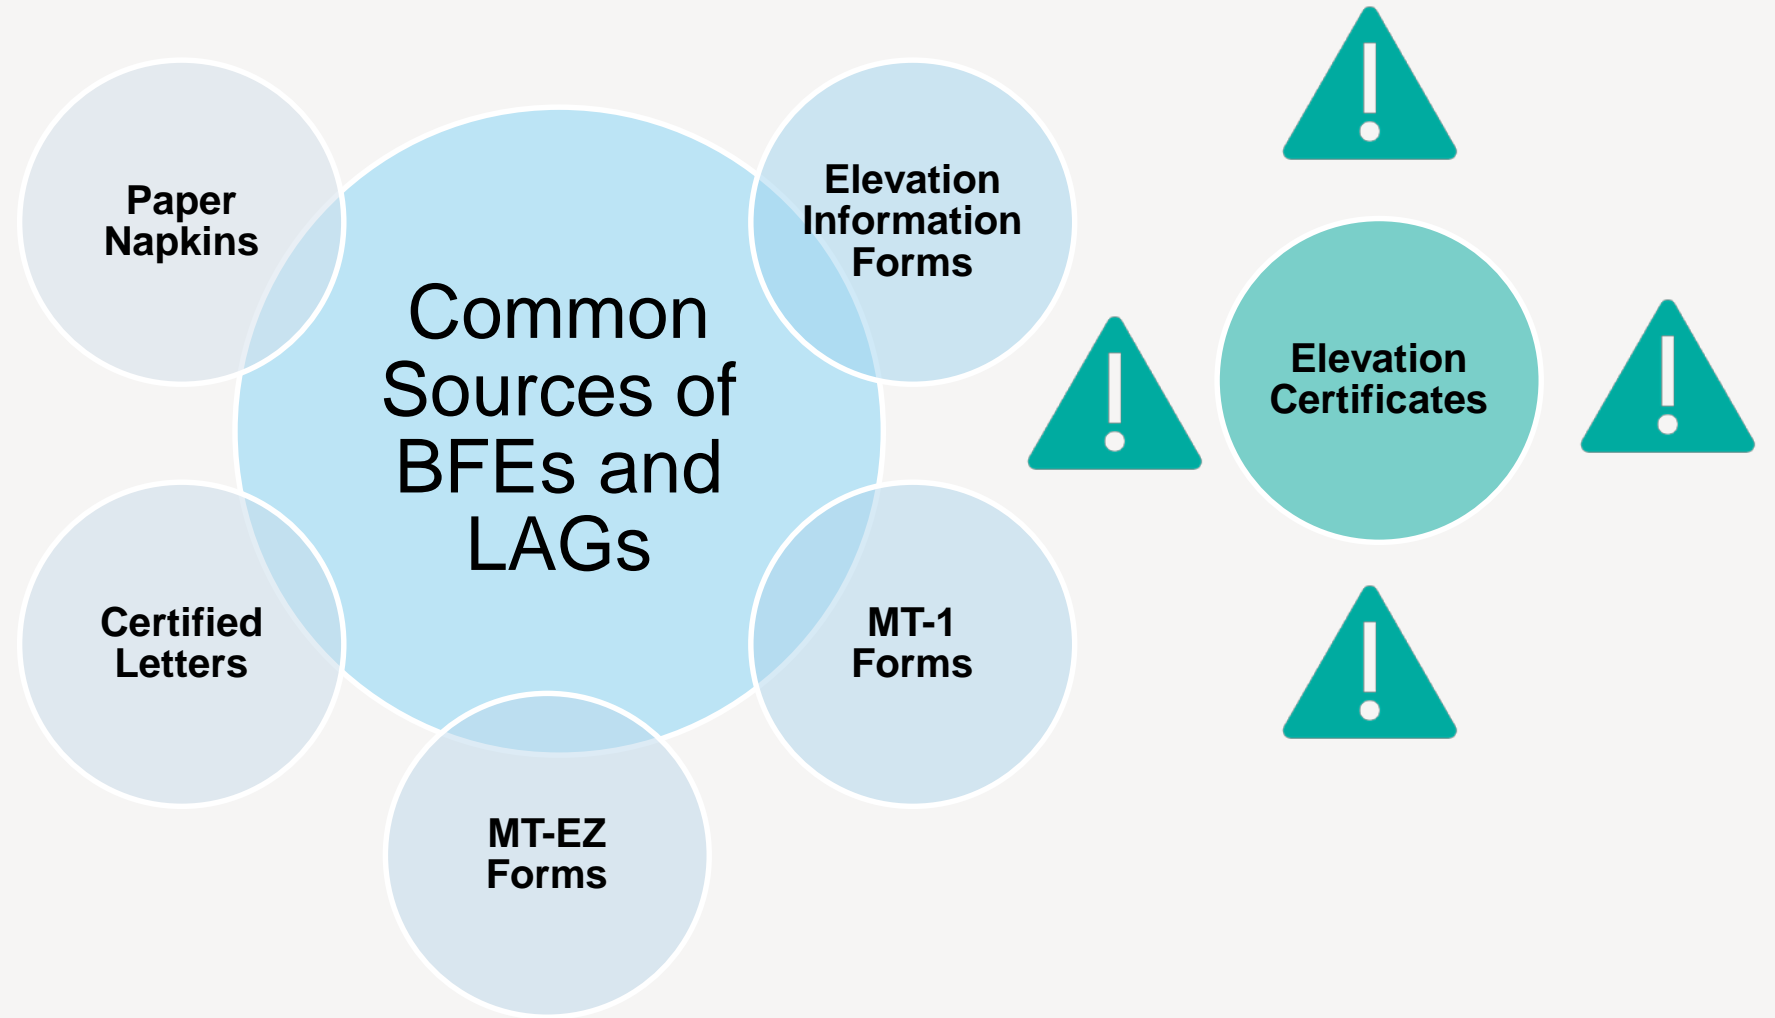 Common
Sources of
BFEs and
LAGs
Paper
Napkins
Elevation
Information
Forms
Certified
Letters
MT-1
Forms
MT-EZ
Forms
Elevation
Certificates